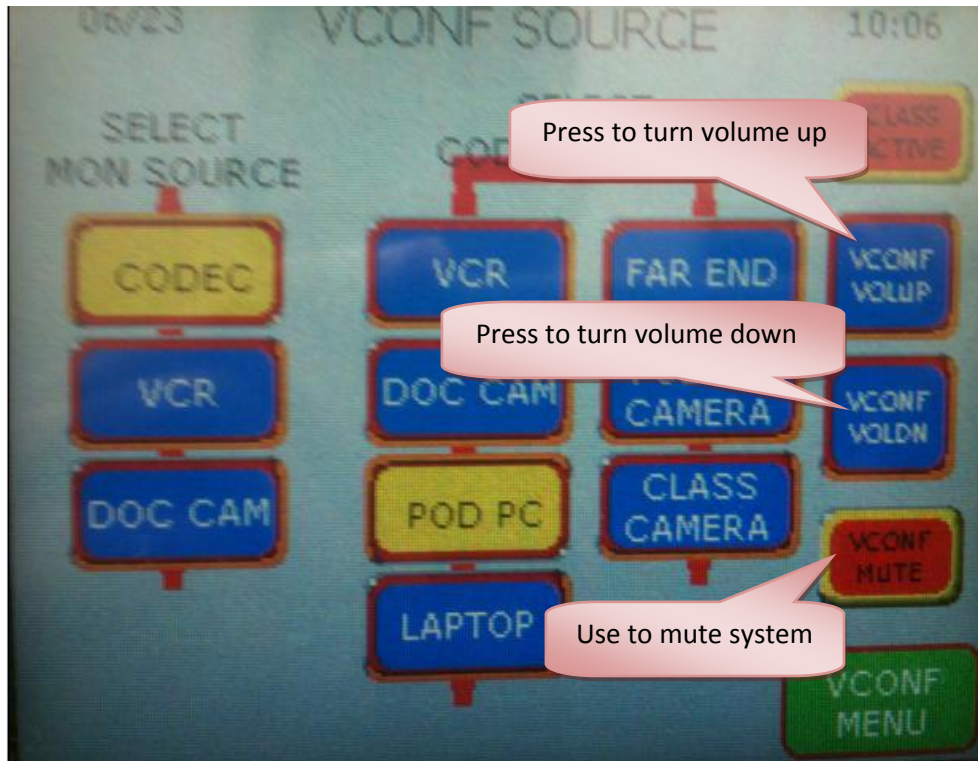 06/23
VCONF SOURCE
10:06
SELECT
MON SOURCE
CODEC
VCR
DOC CAM
SELECT
VCR
DOC CAM
POD PC
LAPTOP
FAR END
CAMERA
CLASS
CAMERA
CLASS
ACTIVE
VCONF
VOLUP
VCONF
VOLDN
VCONF
MUTE
VCONF
MENU
Press to turn volume up
Press to turn volume down
Use to mute system